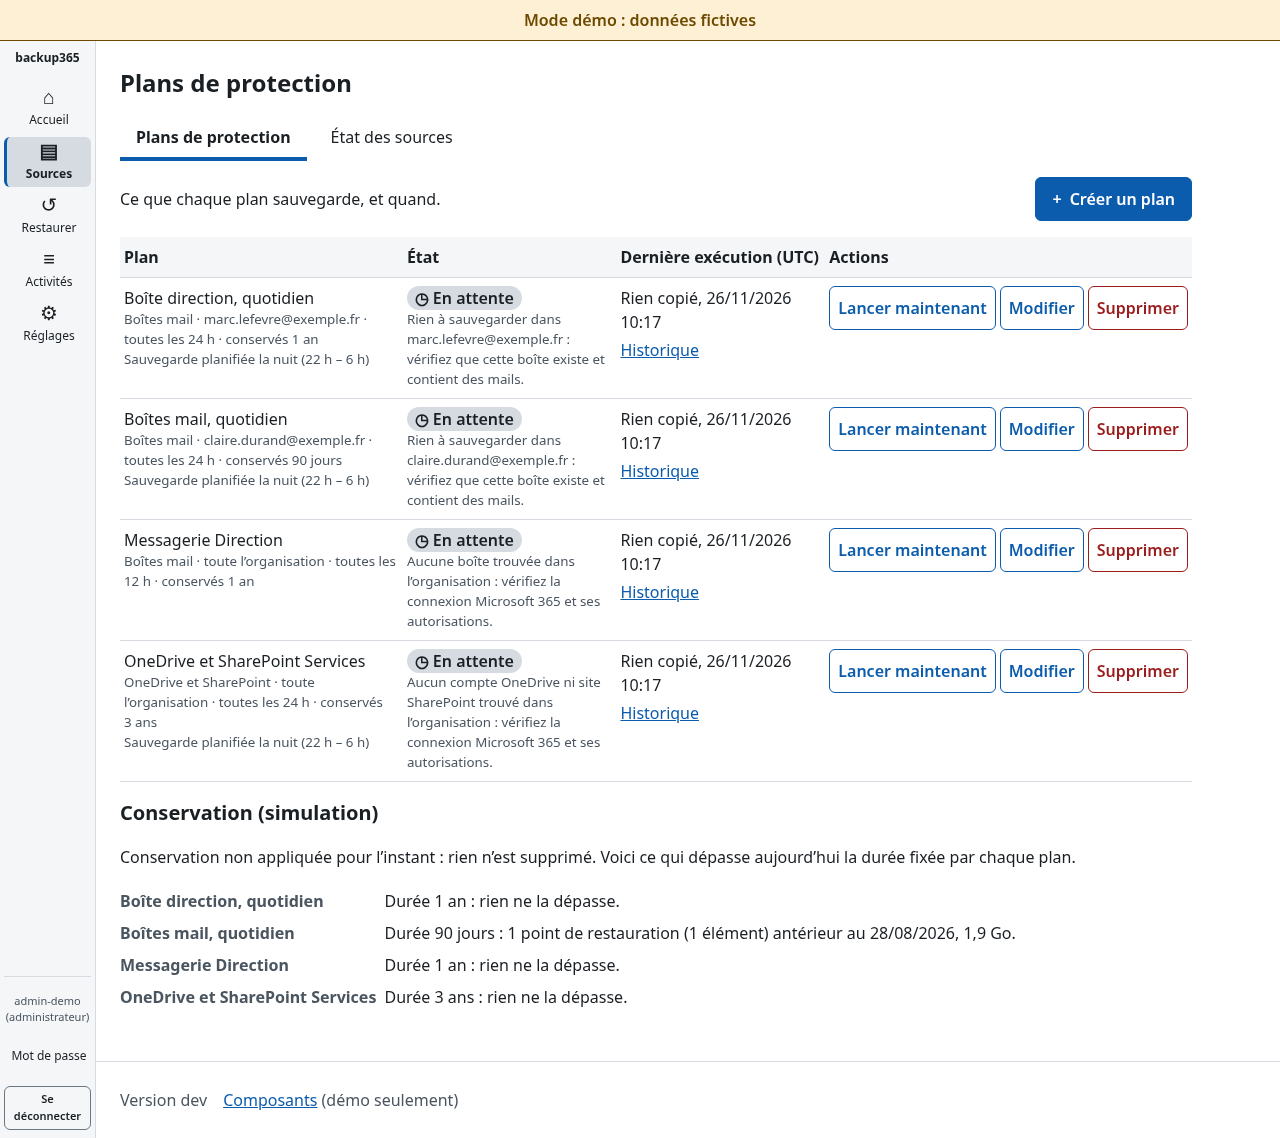 Mode démo : données fictives
backup365
Accueil
Sources
Restaurer
Activités
Réglages
admin-demo
(administrateur)
Mot de passe
Se
déconnecter
Plans de protection
Plans de protection
État des sources
Ce que chaque plan sauvegarde, et quand.
+ Créer un plan
Plan
État
Dernière exécution (UTC)
Actions
Boîte direction, quotidien
Boîtes mail · marc.lefevre@exemple.fr ·
toutes les 24 h · conservés 1 an
Sauvegarde planifiée la nuit (22 h – 6 h)
En attente
Rien à sauvegarder dans
marc.lefevre@exemple.fr :
vérifiez que cette boîte existe et
contient des mails.
Rien copié, 26/11/2026
10:17
Historique
Lancer maintenant
Modifier
Supprimer
Boîtes mail, quotidien
Boîtes mail · claire.durand@exemple.fr ·
toutes les 24 h · conservés 90 jours
Sauvegarde planifiée la nuit (22 h – 6 h)
En attente
Rien à sauvegarder dans
claire.durand@exemple.fr :
vérifiez que cette boîte existe et
contient des mails.
Rien copié, 26/11/2026
10:17
Historique
Lancer maintenant
Modifier
Supprimer
Messagerie Direction
Boîtes mail · toute l’organisation · toutes les
12 h · conservés 1 an
En attente
Aucune boîte trouvée dans
l’organisation : vérifiez la
connexion Microsoft 365 et ses
autorisations.
Rien copié, 26/11/2026
10:17
Historique
Lancer maintenant
Modifier
Supprimer
OneDrive et SharePoint Services
OneDrive et SharePoint · toute
l’organisation · toutes les 24 h · conservés
3 ans
Sauvegarde planifiée la nuit (22 h – 6 h)
En attente
Aucun compte OneDrive ni site
SharePoint trouvé dans
l’organisation : vérifiez la
connexion Microsoft 365 et ses
autorisations.
Rien copié, 26/11/2026
10:17
Historique
Lancer maintenant
Modifier
Supprimer
Conservation (simulation)
Conservation non appliquée pour l’instant : rien n’est supprimé. Voici ce qui dépasse aujourd’hui la durée fixée par chaque plan.
Boîte direction, quotidien Durée 1 an : rien ne la dépasse.
Boîtes mail, quotidien Durée 90 jours : 1 point de restauration (1 élément) antérieur au 28/08/2026, 1,9 Go.
Messagerie Direction Durée 1 an : rien ne la dépasse.
OneDrive et SharePoint Services Durée 3 ans : rien ne la dépasse.
Version dev Composants (démo seulement)